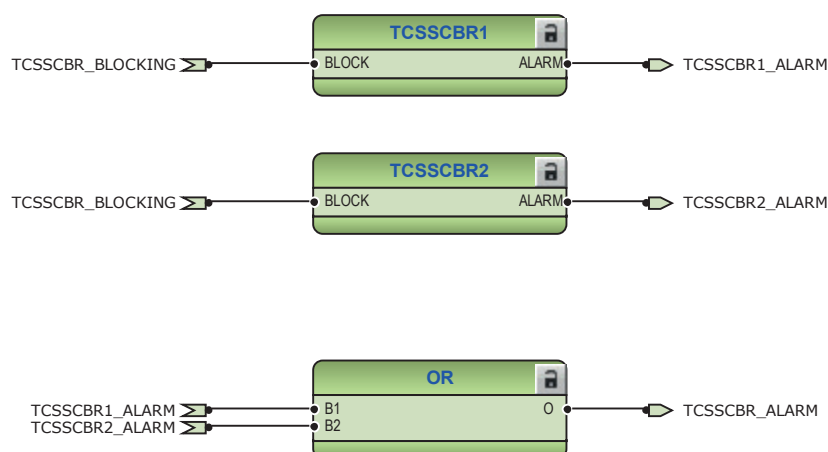 TCSSCBR1
TCSSCBR_BLOCKING BLOCK ALARM TCSSCBR1_ALARM
TCSSCBR2
TCSSCBR_BLOCKING BLOCK ALARM TCSSCBR2_ALARM
OR
TCSSCBR1_ALARM B1 O TCSSCBR_ALARM
TCSSCBR2_ALARM B2